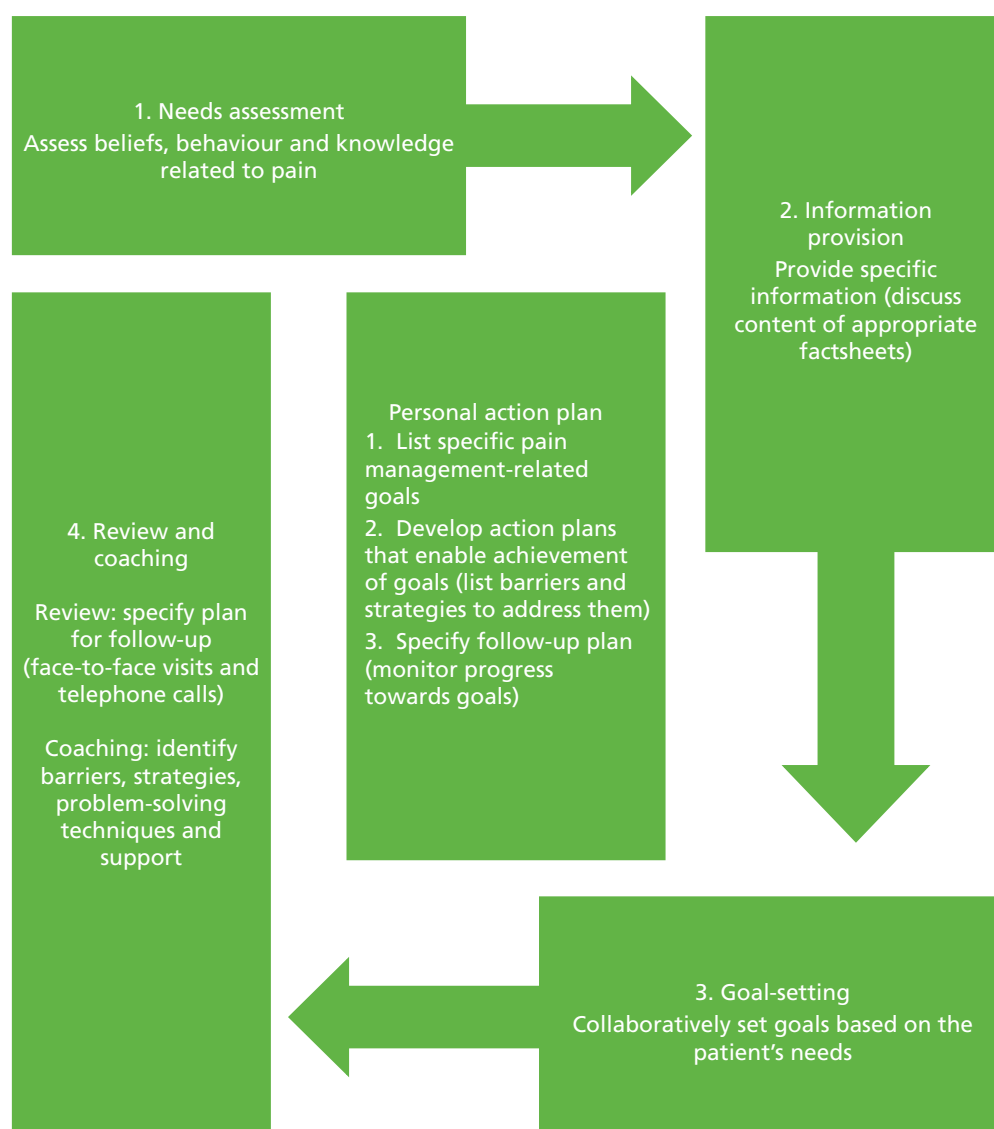 1. Needs assessment
Assess beliefs, behaviour and knowledge
related to pain
2. Information
provision
Provide specific
information (discuss
content of appropriate
factsheets)
3. Goal-setting
Collaboratively set goals based on the
patient’s needs
4. Review and
coaching
Review: specify plan
for follow-up
(face-to-face visits and
telephone calls)
Coaching: identify
barriers, strategies,
problem-solving
techniques and
support
Personal action plan
1. List specific pain
management-related
goals
2. Develop action plans
that enable achievement
of goals (list barriers and
strategies to address them)
3. Specify follow-up plan
(monitor progress
towards goals)